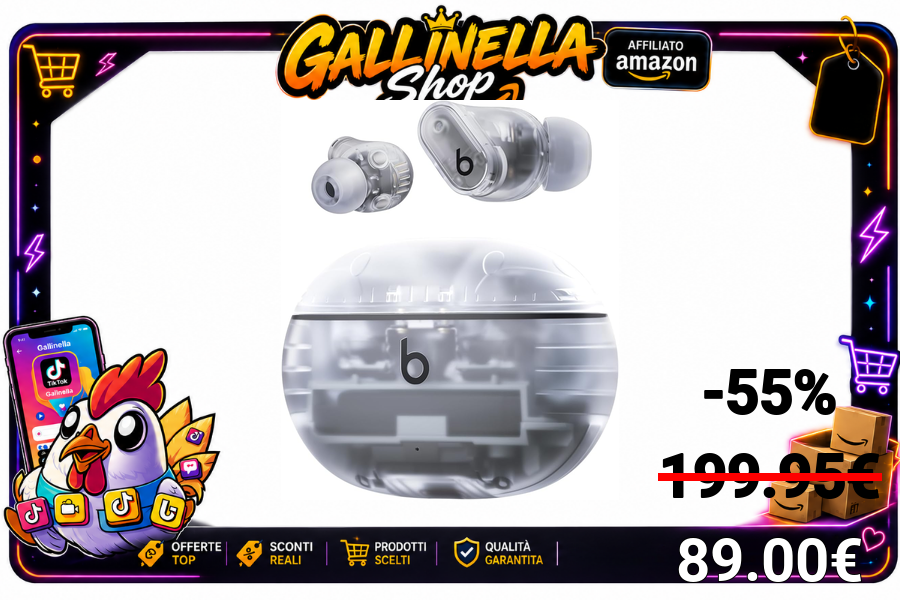 GALLINELLA
Shop
AFFILIATO
amazon
b
b
Gallinella
TikTok
Gallinella
-55%
199.95€
OFFERTE
TOP
SCONTI
REALI
PRODOTTI
SCELTI
QUALITÀ
GARANTITA
89.00€